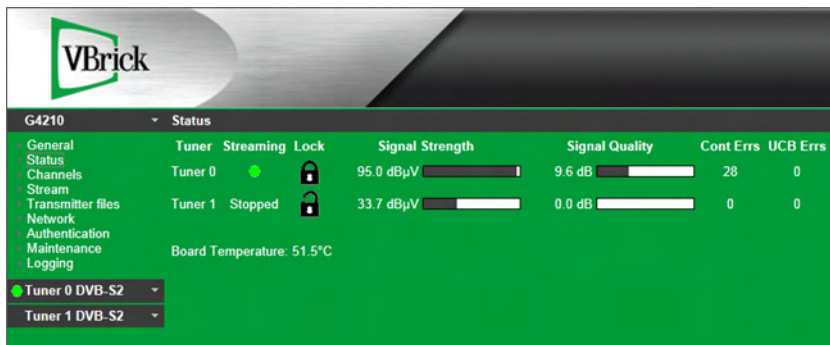 VBrick
G4210
Status
General
Status
Channels
Stream
Transmitter files
Network
Authentication
Maintenance
Logging
Tuner 0 DVB-S2
Tuner 1 DVB-S2
Tuner Streaming Lock Signal Strength Signal Quality Cont Errs UCB Errs
Tuner 0 95.0 dBµV 9.6 dB 28 0
Tuner 1 Stopped 33.7 dBµV 0.0 dB 0 0
Board Temperature: 51.5°C